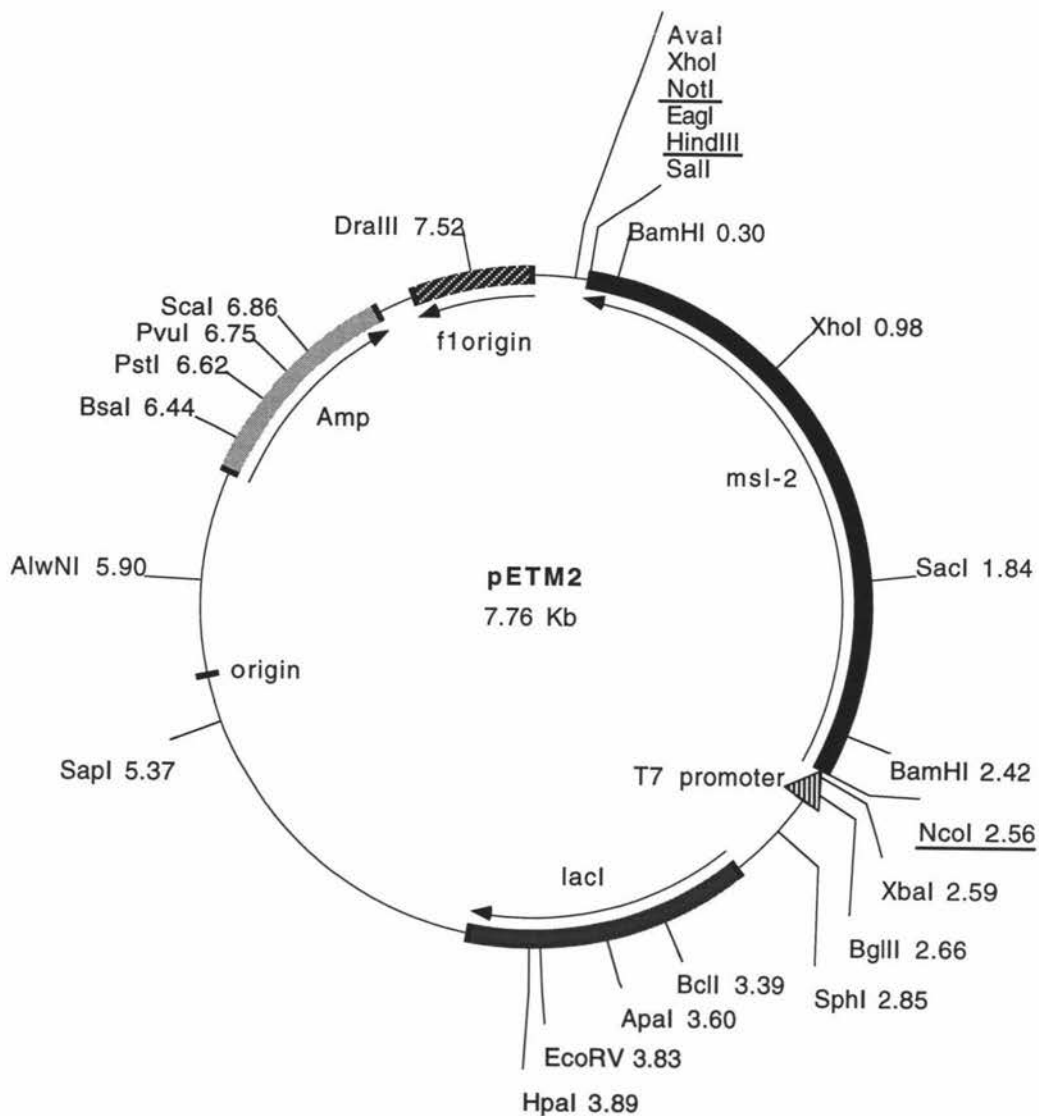 AvaI
XhoI
NotI
EagI
HindIII
SalI
BamHI 0.30
DraIII 7.52
ScaI 6.86
PvuI 6.75
PstI 6.62
BsaI 6.44
f1origin
Amp
XhoI 0.98
msl-2
AlwNI 5.90
pETM2
7.76 Kb
SacI 1.84
origin
SapI 5.37
T7 promoter
BamHI 2.42
NcoI 2.56
XbaI 2.59
BglII 2.66
SphI 2.85
lacI
BclI 3.39
ApaI 3.60
EcoRV 3.83
HpaI 3.89